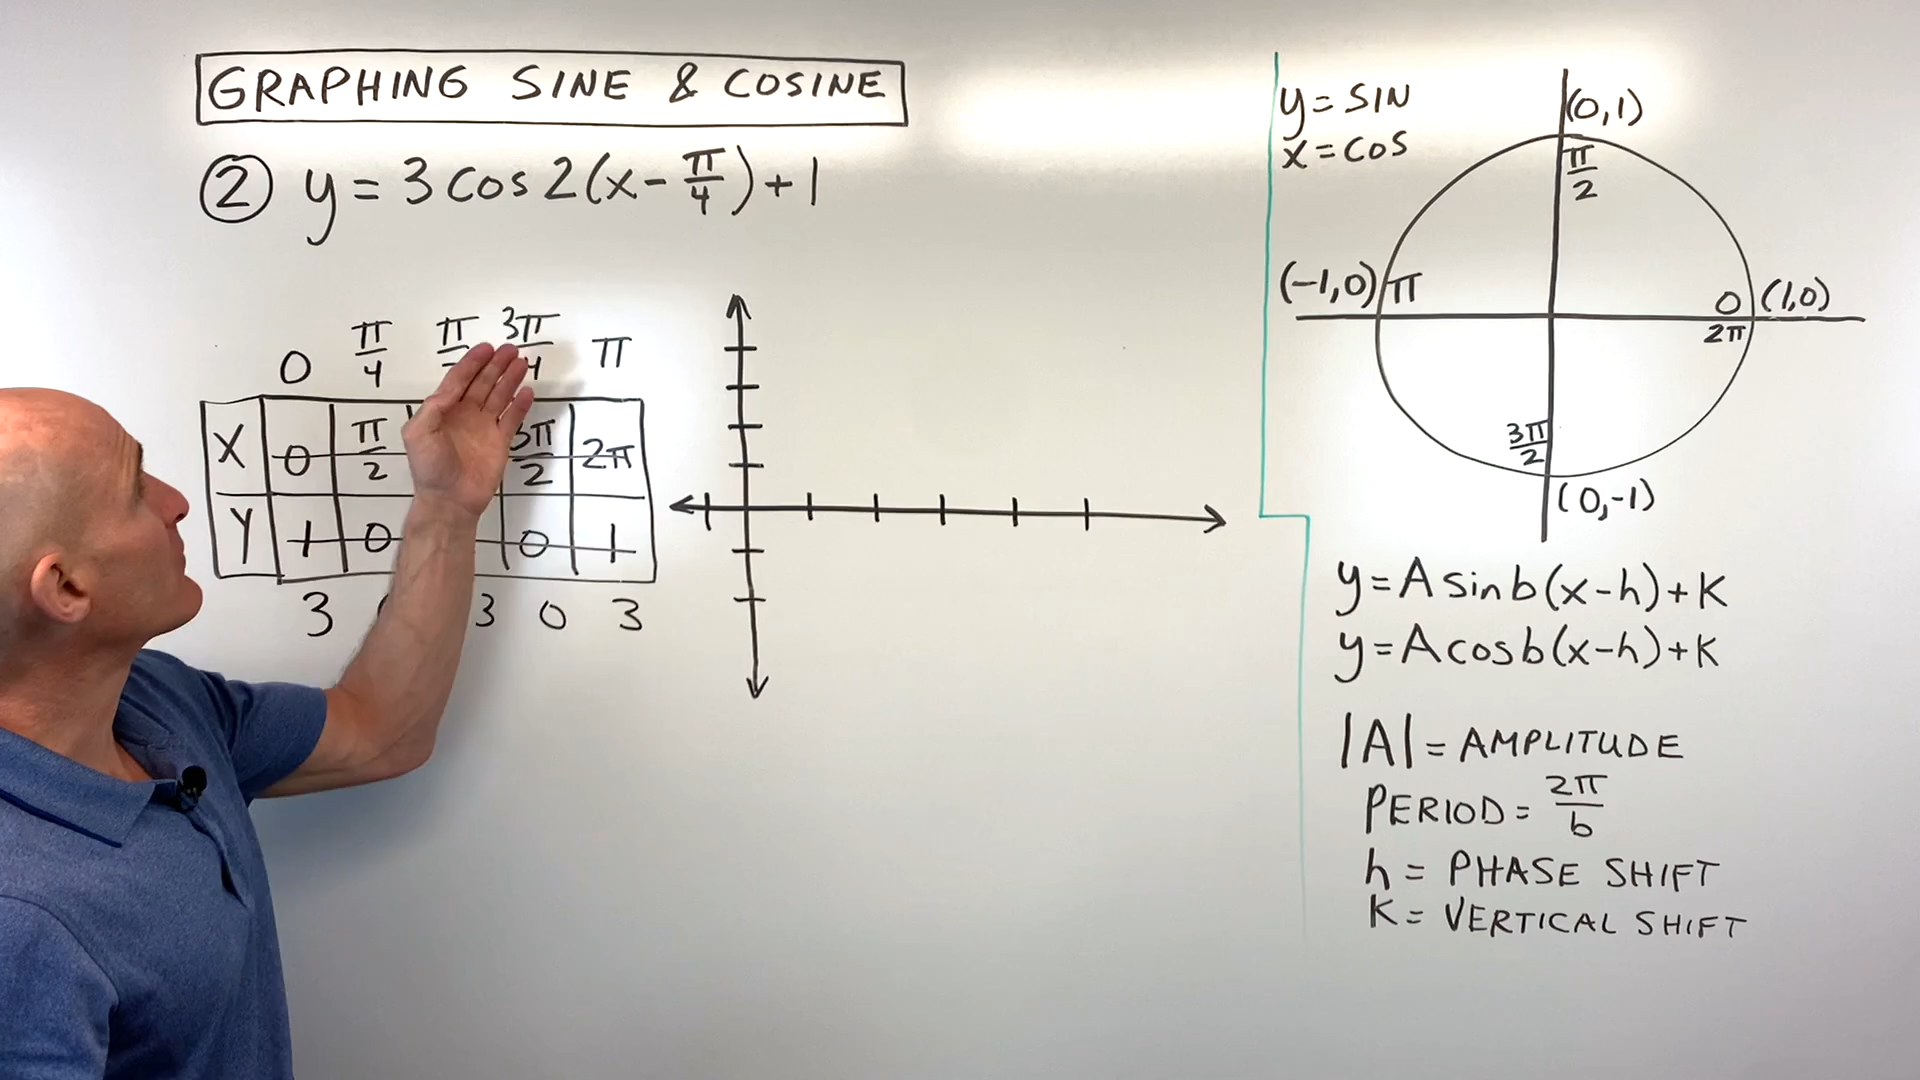 GRAPHING SINE & COSINE
② y = 3 cos 2(x - π/4) + 1
0 π/4 π 3π/4 π
X 0 π/2 3π/2 2π
Y 1 0 0 1
3 3 0 3
y = SIN
x = COS
(0,1)
π/2
(-1,0) π 0 (1,0)
2π
3π/2
(0,-1)
y = A sin b(x-h) + K
y = A cos b(x-h) + K
|A| = AMPLITUDE
PERIOD = 2π/b
h = PHASE SHIFT
K = VERTICAL SHIFT